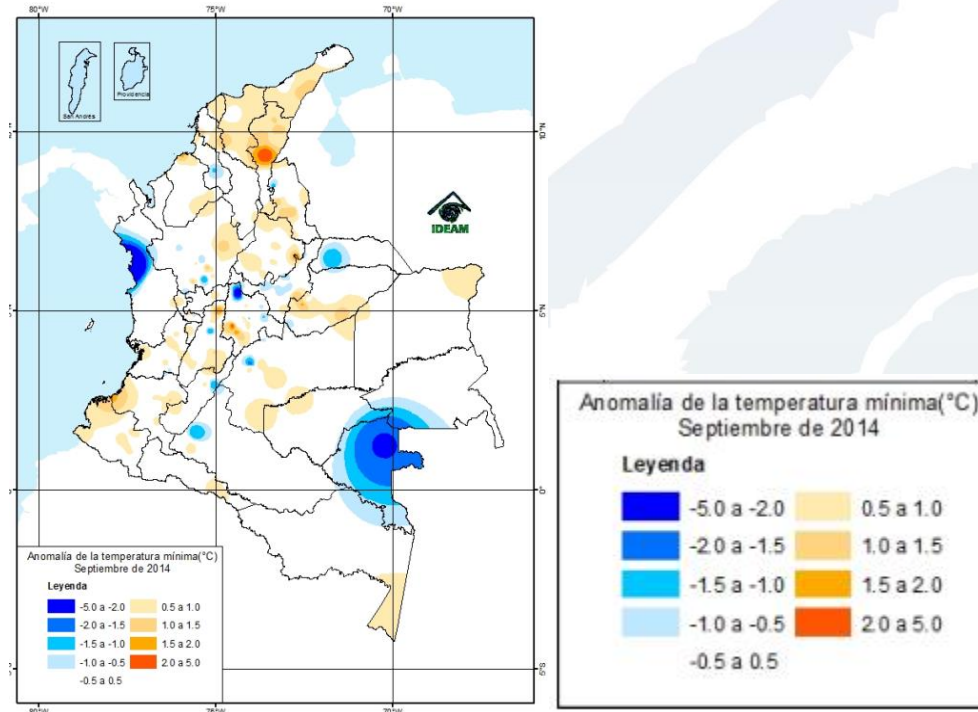 80°W 75°W 70°W
San Andres
Providencia
10°N
IDEAM
5°N
0°
5°S
Anomalía de la temperatura mínima(°C)
Septiembre de 2014
Leyenda
-5.0 a -2.0 0.5 a 1.0
-2.0 a -1.5 1.0 a 1.5
-1.5 a -1.0 1.5 a 2.0
-1.0 a -0.5 2.0 a 5.0
-0.5 a 0.5
80°W 75°W 70°W
Anomalía de la temperatura mínima(°C)
Septiembre de 2014
Leyenda
-5.0 a -2.0 0.5 a 1.0
-2.0 a -1.5 1.0 a 1.5
-1.5 a -1.0 1.5 a 2.0
-1.0 a -0.5 2.0 a 5.0
-0.5 a 0.5